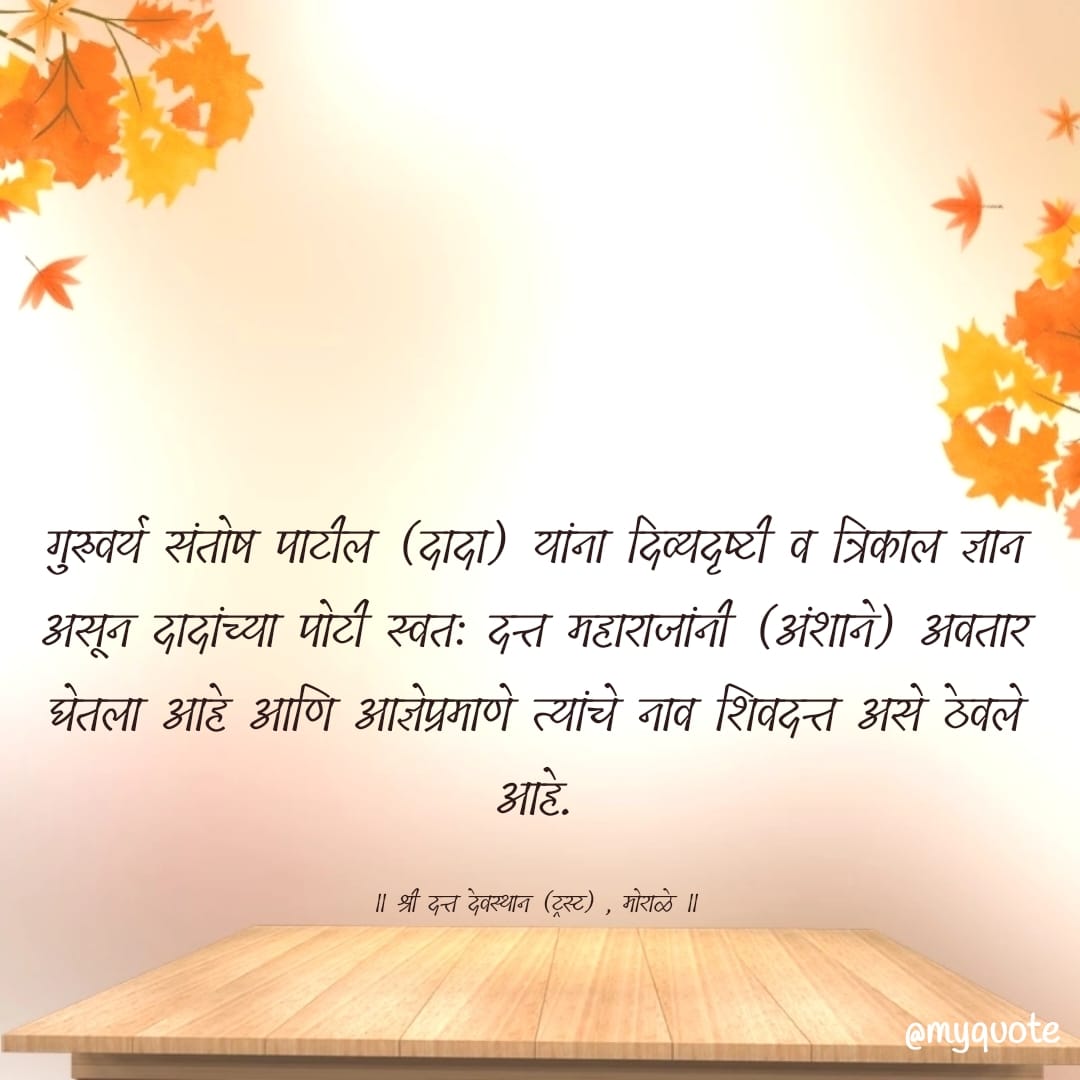 गुरुवर्य संतोष पाटील (दादा) यांना दिव्यदृष्टी व त्रिकाल ज्ञान
असून दादांच्या पोटी स्वत: दत्त महाराजांनी (अंशाने) अवतार
घेतला आहे आणि आज्ञेप्रमाणे त्यांचे नाव शिवदत्त असे ठेवले
आहे.
॥ श्री दत्त देवस्थान (ट्रस्ट) , मोराळे ॥
@myquote